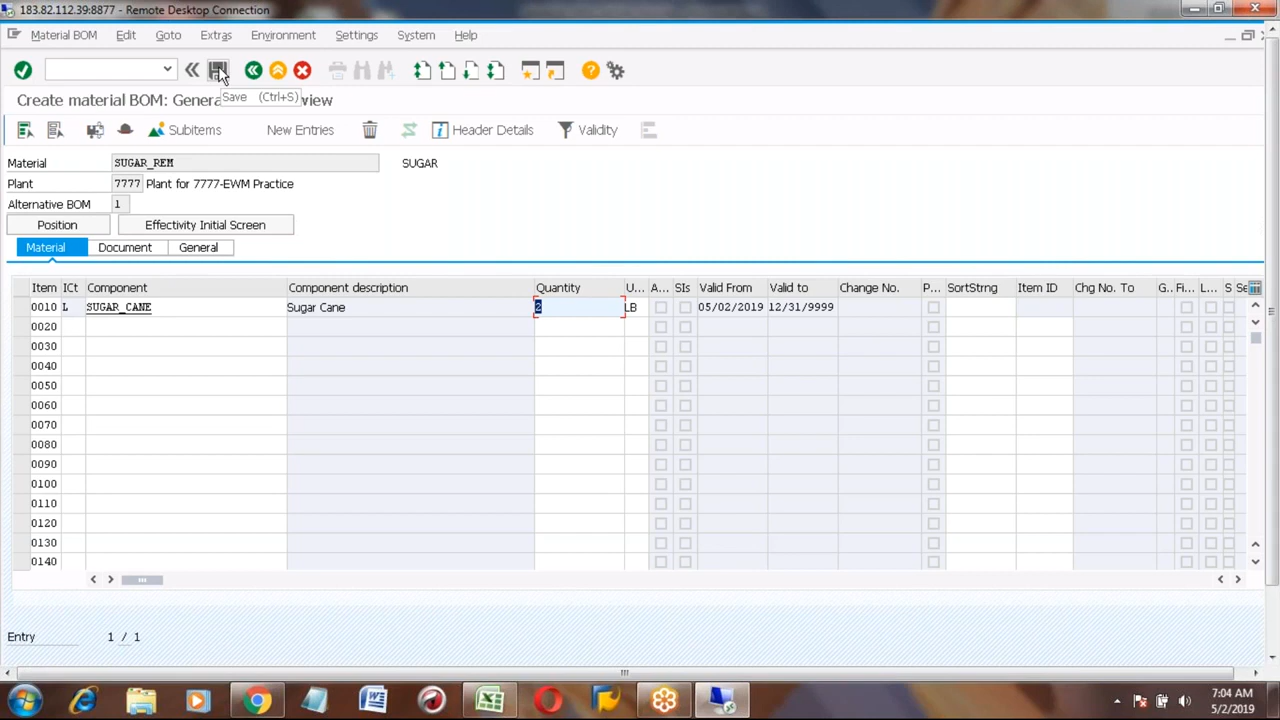 183.82.112.39:8877 - Remote Desktop Connection
Material BOM Edit Goto Extras Environment Settings System Help
Save (Ctrl+S)
Create material BOM: Genera view
Subitems New Entries Header Details Validity
Material SUGAR_REM SUGAR
Plant 7777 Plant for 7777-EWM Practice
Alternative BOM 1
Position Effectivity Initial Screen
Material Document General
Item ICt Component Component description Quantity U... A... SIs Valid From Valid to Change No. P... SortStrng Item ID Chg No. To G.. Fi... L... S Se
0010 L SUGAR_CANE Sugar Cane 2 LB 05/02/2019 12/31/9999
0020
0030
0040
0050
0060
0070
0080
0090
0100
0110
0120
0130
0140
Entry 1 / 1
7:04 AM
5/2/2019